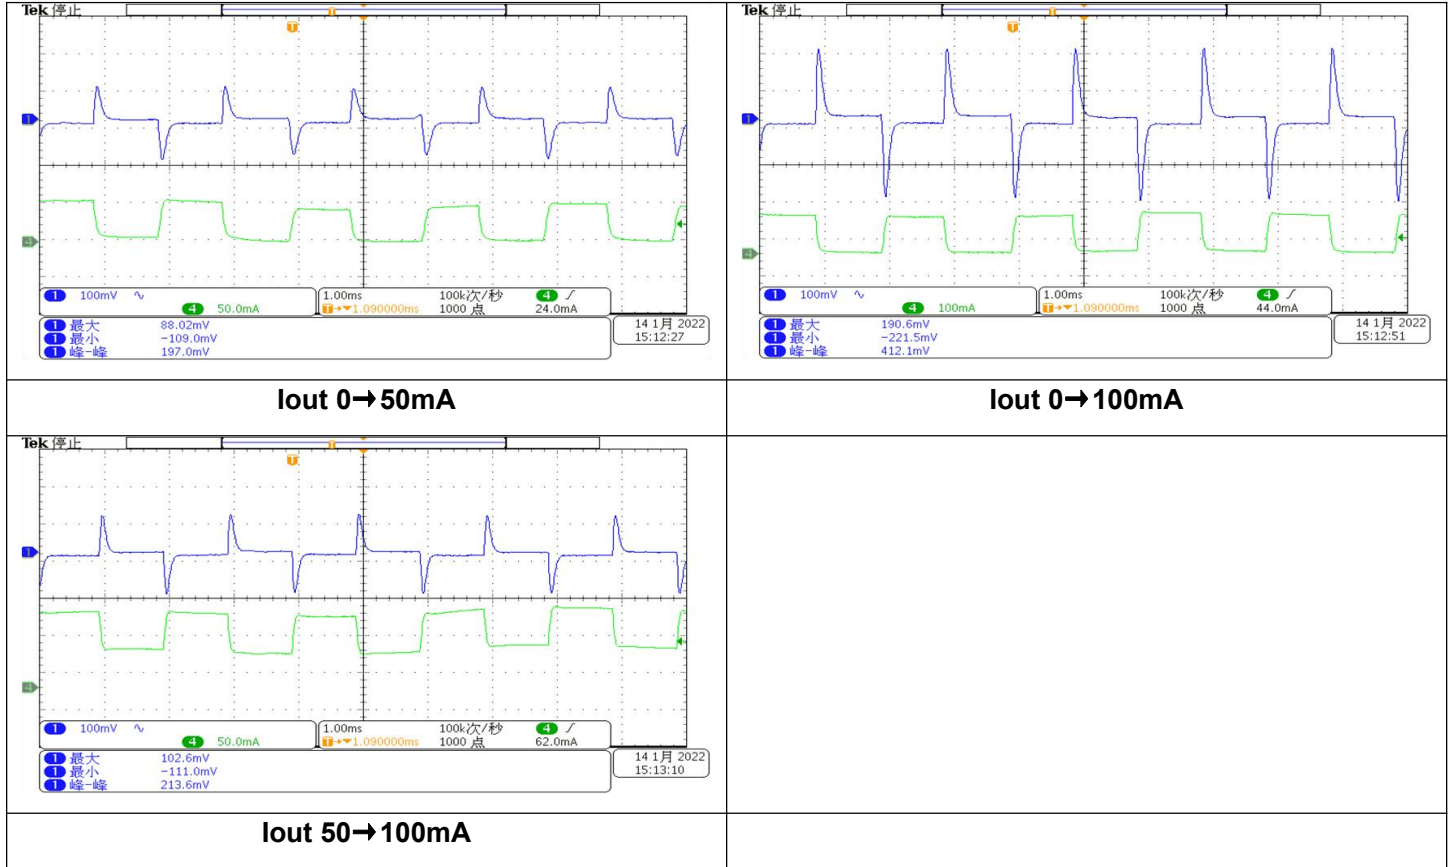 Tek 停止
T
T
1
4
1 100mV ∿
4 50.0mA
1.00ms 100k次/秒 4 ∫
T→▼1.090000ms 1000 点 24.0mA
1 最大 88.02mV
1 最小 -109.0mV
1 峰-峰 197.0mV
14 1月 2022
15:12:27
Tek 停止
T
T
1
4
1 100mV ∿
4 100mA
1.00ms 100k次/秒 4 ∫
T→▼1.090000ms 1000 点 44.0mA
1 最大 190.6mV
1 最小 -221.5mV
1 峰-峰 412.1mV
14 1月 2022
15:12:51
Iout 0→50mA
Iout 0→100mA
Tek 停止
T
T
1
4
1 100mV ∿
4 50.0mA
1.00ms 100k次/秒 4 ∫
T→▼1.090000ms 1000 点 62.0mA
1 最大 102.6mV
1 最小 -111.0mV
1 峰-峰 213.6mV
14 1月 2022
15:13:10
Iout 50→100mA